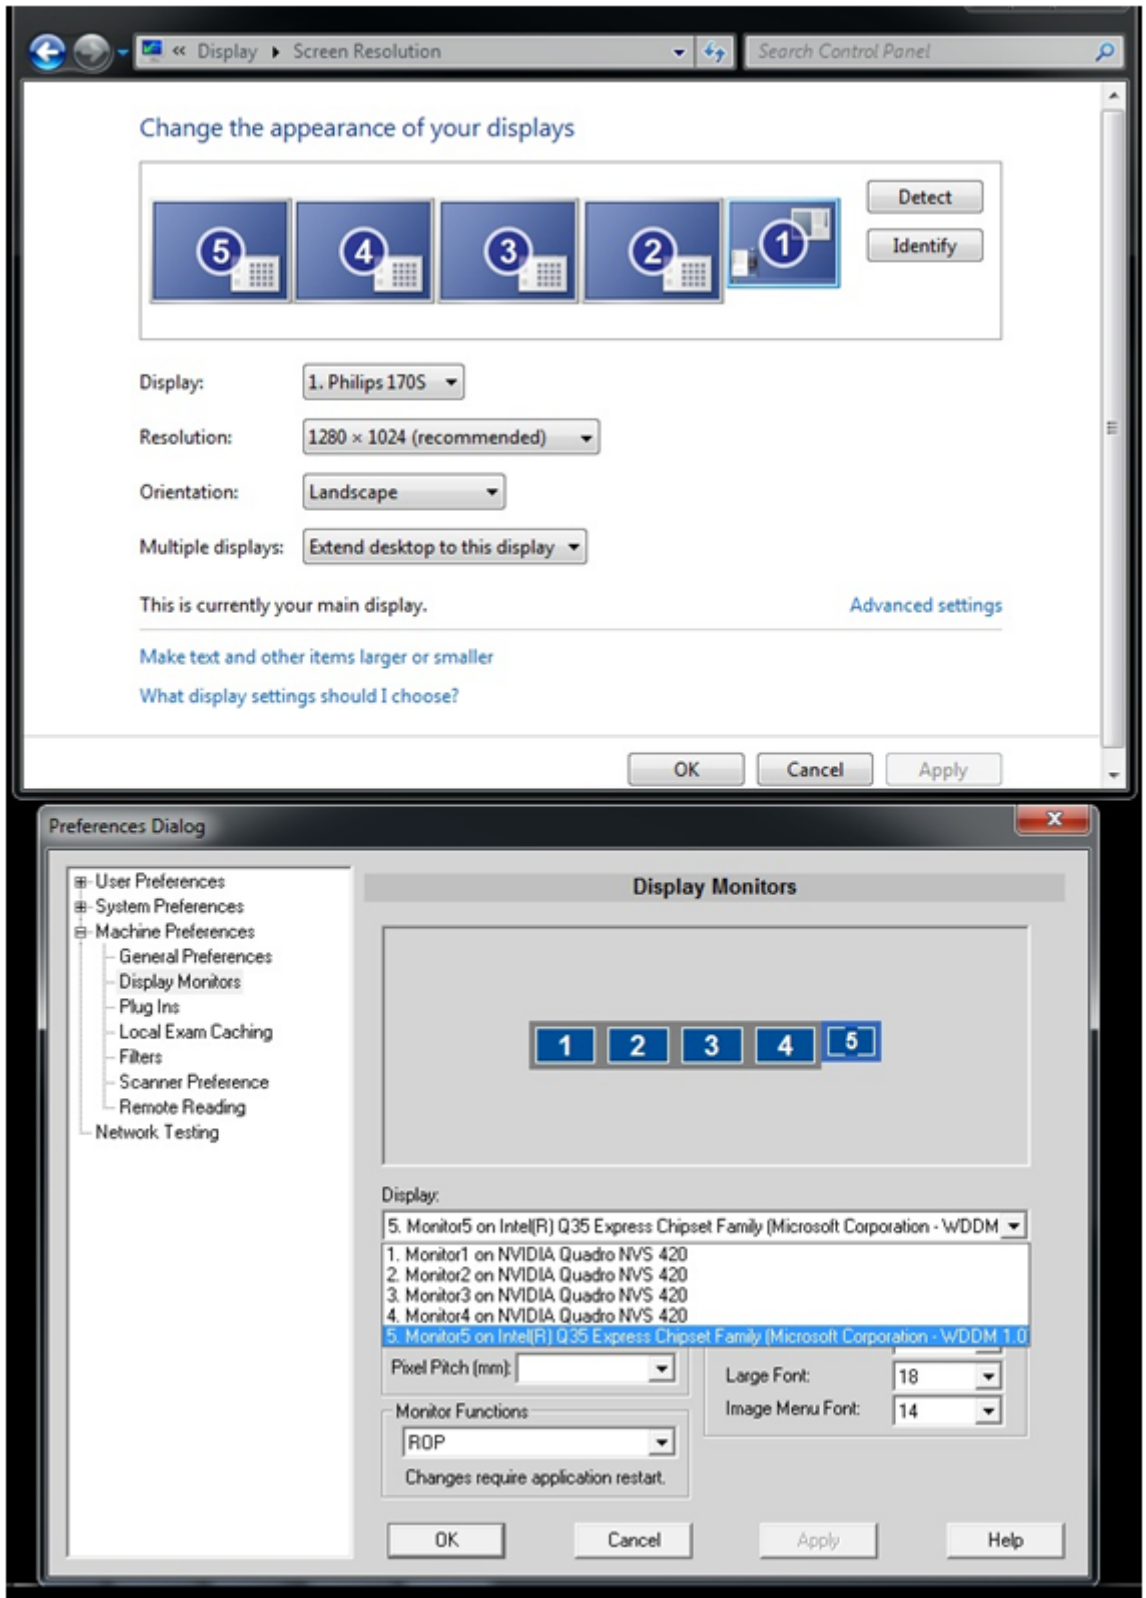 « Display ▸ Screen Resolution
Search Control Panel
Change the appearance of your displays
5 4 3 2 1
Detect
Identify
Display: 1. Philips 170S
Resolution: 1280 × 1024 (recommended)
Orientation: Landscape
Multiple displays: Extend desktop to this display
This is currently your main display.
Advanced settings
Make text and other items larger or smaller
What display settings should I choose?
OK Cancel Apply
Preferences Dialog
User Preferences
System Preferences
Machine Preferences
General Preferences
Display Monitors
Plug Ins
Local Exam Caching
Filters
Scanner Preference
Remote Reading
Network Testing
Display Monitors
1 2 3 4 5
Display:
5. Monitor5 on Intel(R) Q35 Express Chipset Family (Microsoft Corporation - WDDM
1. Monitor1 on NVIDIA Quadro NVS 420
2. Monitor2 on NVIDIA Quadro NVS 420
3. Monitor3 on NVIDIA Quadro NVS 420
4. Monitor4 on NVIDIA Quadro NVS 420
5. Monitor5 on Intel(R) Q35 Express Chipset Family (Microsoft Corporation - WDDM 1.0
Pixel Pitch (mm):
Large Font: 18
Image Menu Font: 14
Monitor Functions
ROP
Changes require application restart.
OK Cancel Apply Help